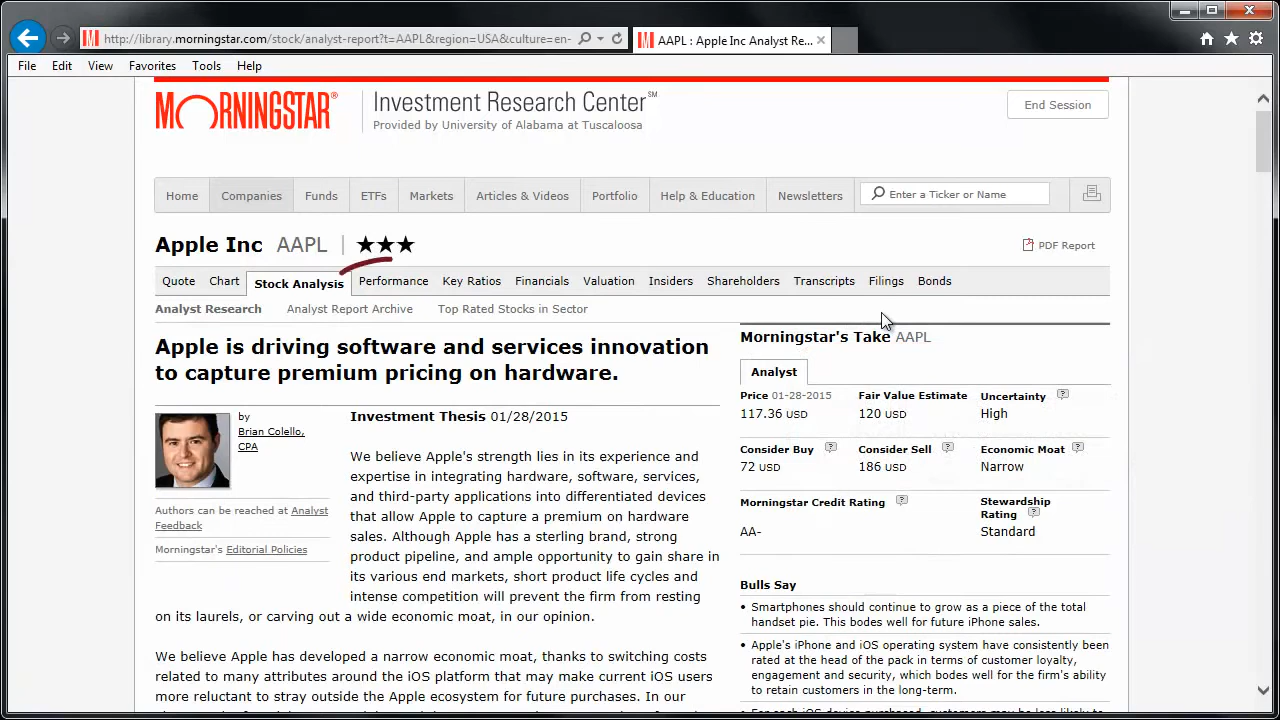 http://library.morningstar.com/stock/analyst-report?t=AAPL&region=USA&culture=en-
AAPL : Apple Inc Analyst Re...
File Edit View Favorites Tools Help
MORNINGSTAR® Investment Research Center℠
Provided by University of Alabama at Tuscaloosa
End Session
Home Companies Funds ETFs Markets Articles & Videos Portfolio Help & Education Newsletters Enter a Ticker or Name
Apple Inc AAPL ★★★
PDF Report
Quote Chart Stock Analysis Performance Key Ratios Financials Valuation Insiders Shareholders Transcripts Filings Bonds
Analyst Research Analyst Report Archive Top Rated Stocks in Sector
Apple is driving software and services innovation
to capture premium pricing on hardware.
by
Brian Colello,
CPA
Authors can be reached at Analyst
Feedback
Morningstar's Editorial Policies
Investment Thesis 01/28/2015
We believe Apple's strength lies in its experience and
expertise in integrating hardware, software, services,
and third-party applications into differentiated devices
that allow Apple to capture a premium on hardware
sales. Although Apple has a sterling brand, strong
product pipeline, and ample opportunity to gain share in
its various end markets, short product life cycles and
intense competition will prevent the firm from resting
on its laurels, or carving out a wide economic moat, in our opinion.
We believe Apple has developed a narrow economic moat, thanks to switching costs
related to many attributes around the iOS platform that may make current iOS users
more reluctant to stray outside the Apple ecosystem for future purchases. In our
Morningstar's Take AAPL
Analyst
Price 01-28-2015 Fair Value Estimate Uncertainty
117.36 USD 120 USD High
Consider Buy Consider Sell Economic Moat
72 USD 186 USD Narrow
Morningstar Credit Rating Stewardship
Rating
AA- Standard
Bulls Say
• Smartphones should continue to grow as a piece of the total
handset pie. This bodes well for future iPhone sales.
• Apple's iPhone and iOS operating system have consistently been
rated at the head of the pack in terms of customer loyalty,
engagement and security, which bodes well for the firm's ability
to retain customers in the long-term.